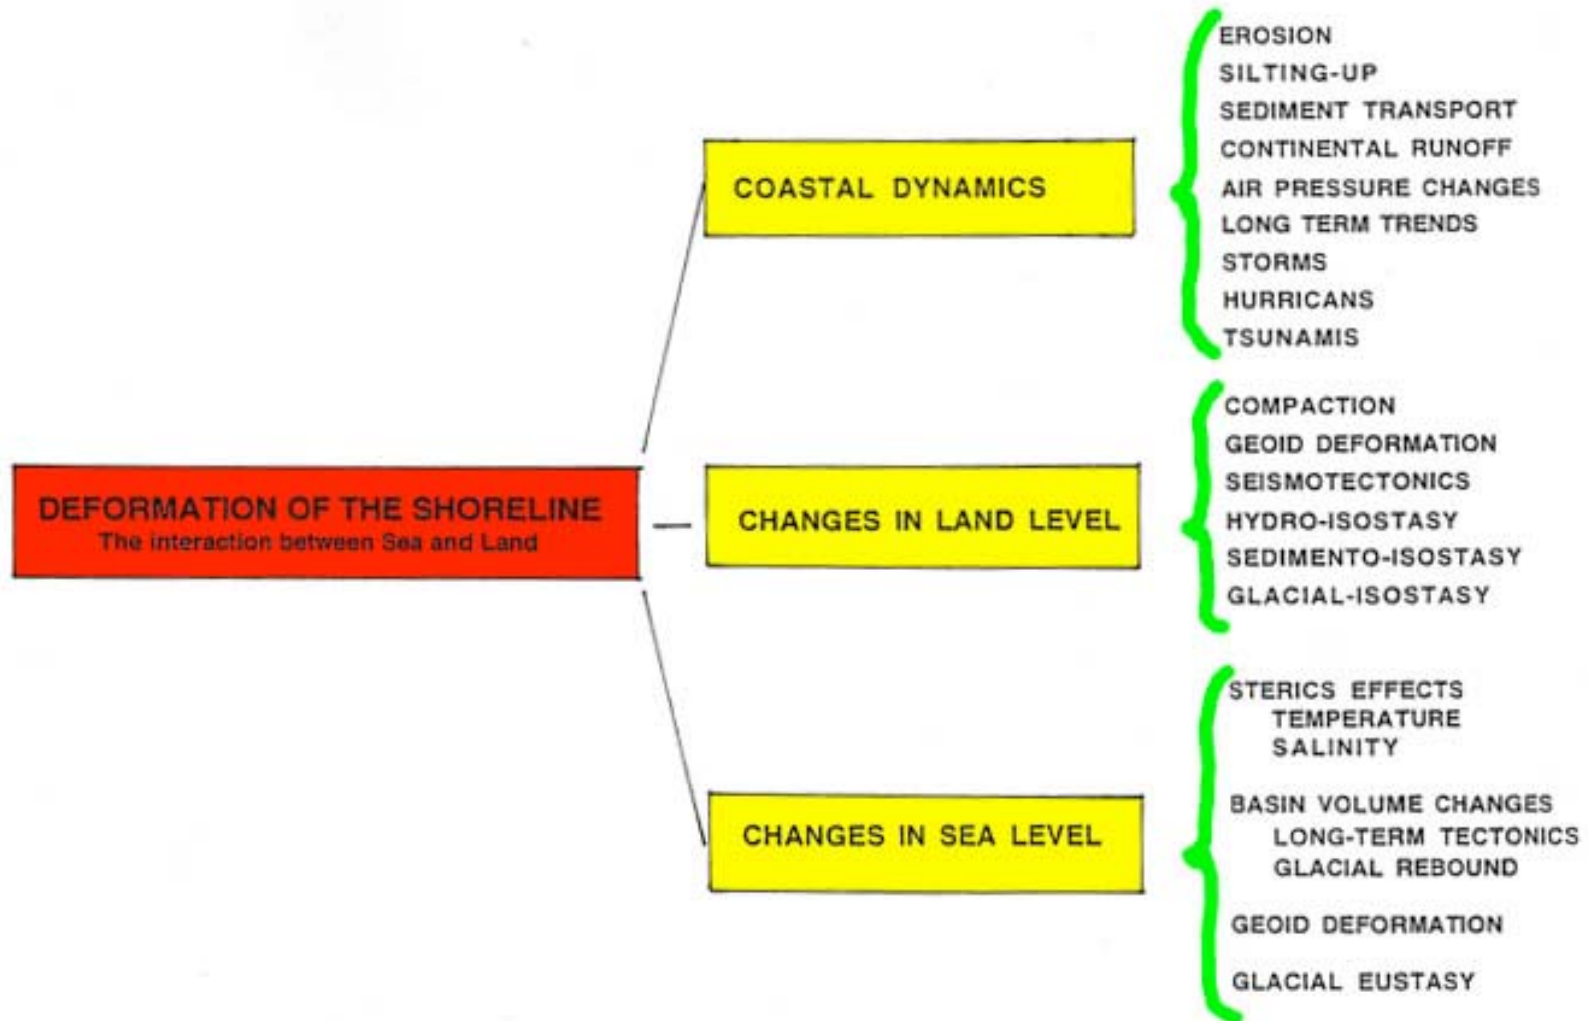 DEFORMATION OF THE SHORELINE
The interaction between Sea and Land
COASTAL DYNAMICS
EROSION
SILTING-UP
SEDIMENT TRANSPORT
CONTINENTAL RUNOFF
AIR PRESSURE CHANGES
LONG TERM TRENDS
STORMS
HURRICANS
TSUNAMIS
CHANGES IN LAND LEVEL
COMPACTION
GEOID DEFORMATION
SEISMOTECTONICS
HYDRO-ISOSTASY
SEDIMENTO-ISOSTASY
GLACIAL-ISOSTASY
CHANGES IN SEA LEVEL
STERICS EFFECTS
TEMPERATURE
SALINITY
BASIN VOLUME CHANGES
LONG-TERM TECTONICS
GLACIAL REBOUND
GEOID DEFORMATION
GLACIAL EUSTASY